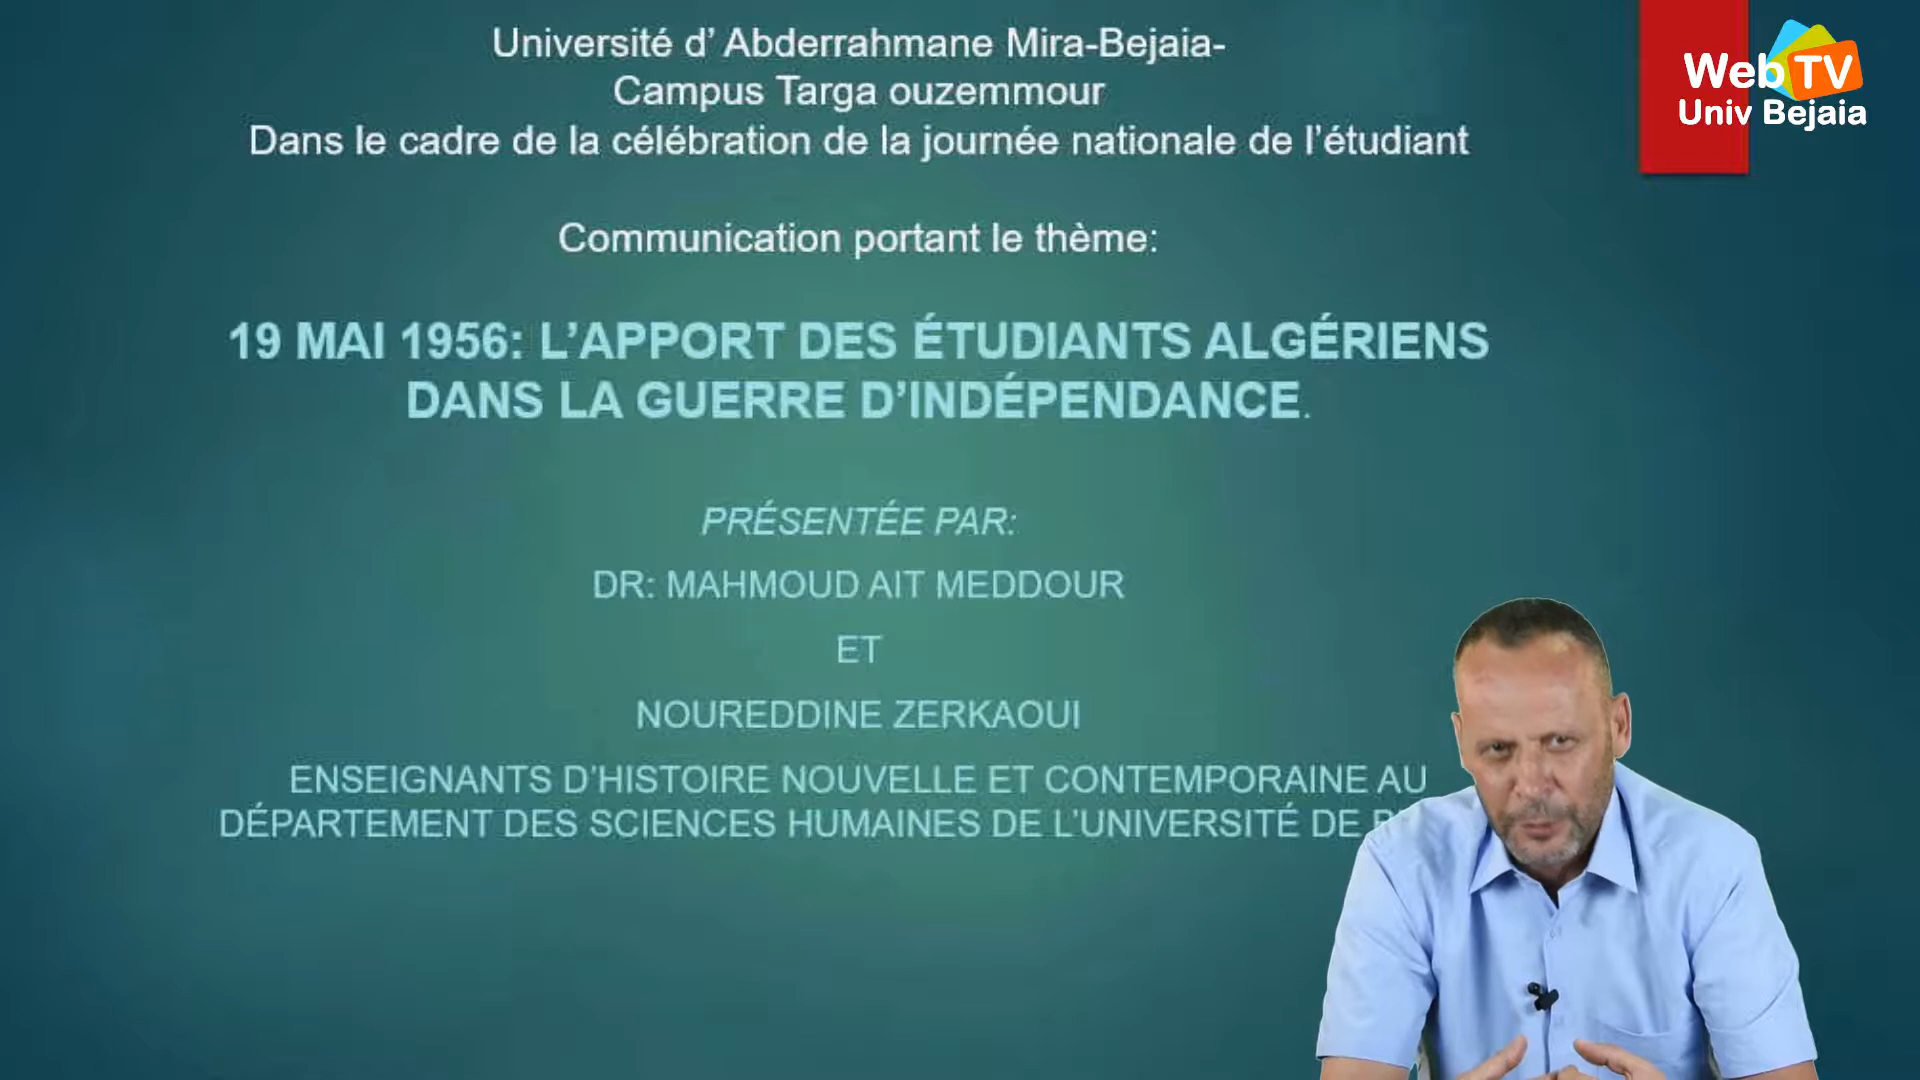 Université d' Abderrahmane Mira-Bejaia-
Campus Targa ouzemmour
Dans le cadre de la célébration de la journée nationale de l'étudiant
Web TV
Univ Bejaia
Communication portant le thème:
19 MAI 1956: L'APPORT DES ÉTUDIANTS ALGÉRIENS
DANS LA GUERRE D'INDÉPENDANCE.
PRÉSENTÉE PAR:
DR: MAHMOUD AIT MEDDOUR
ET
NOUREDDINE ZERKAOUI
ENSEIGNANTS D'HISTOIRE NOUVELLE ET CONTEMPORAINE AU
DÉPARTEMENT DES SCIENCES HUMAINES DE L'UNIVERSITÉ DE